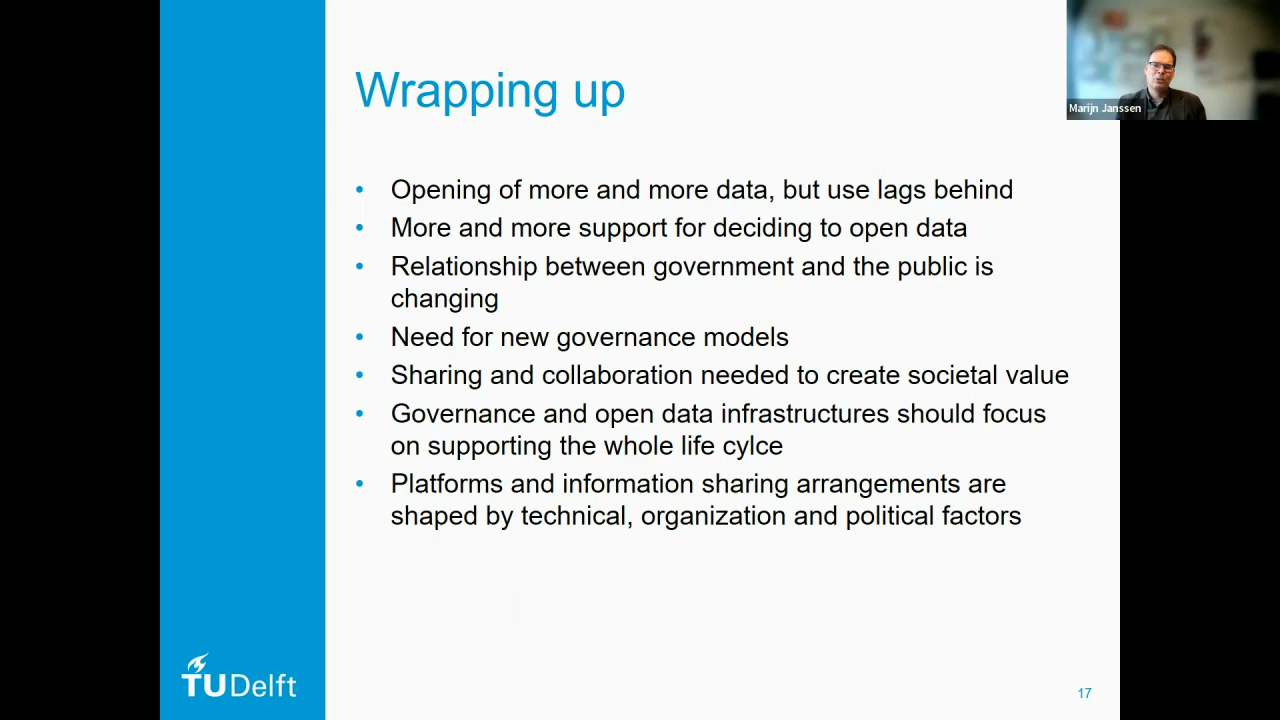 Wrapping up
Marijn Janssen
• Opening of more and more data, but use lags behind
• More and more support for deciding to open data
• Relationship between government and the public is
changing
• Need for new governance models
• Sharing and collaboration needed to create societal value
• Governance and open data infrastructures should focus
on supporting the whole life cylce
• Platforms and information sharing arrangements are
shaped by technical, organization and political factors
TU Delft
17